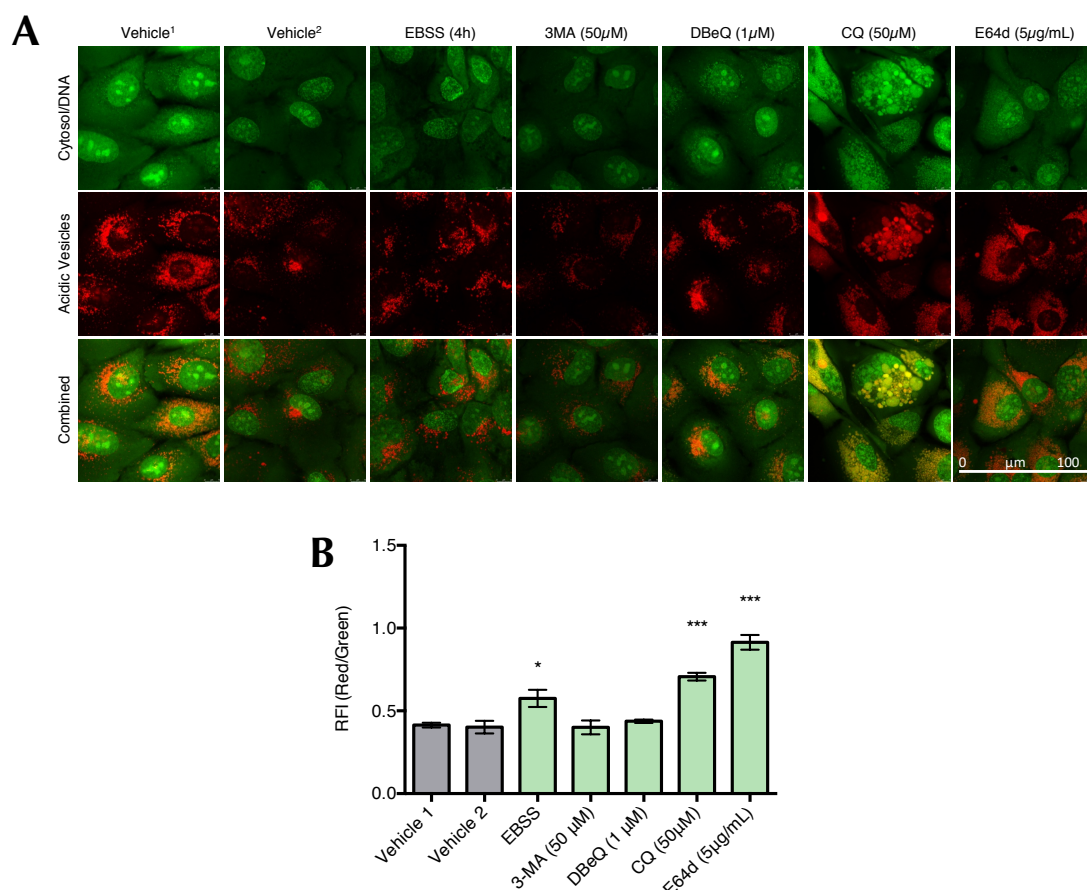 A
Vehicle¹ Vehicle² EBSS (4h) 3MA (50µM) DBeQ (1µM) CQ (50µM) E64d (5µg/mL)
Cytosol/DNA
Acidic Vesicles
Combined
0 µm 100
B
RFI (Red/Green)
1.5
1.0
0.5
0.0
*
***
***
Vehicle 1
Vehicle 2
EBSS
3-MA (50 µM)
DBeQ (1 µM)
CQ (50µM)
E64d (5µg/mL)